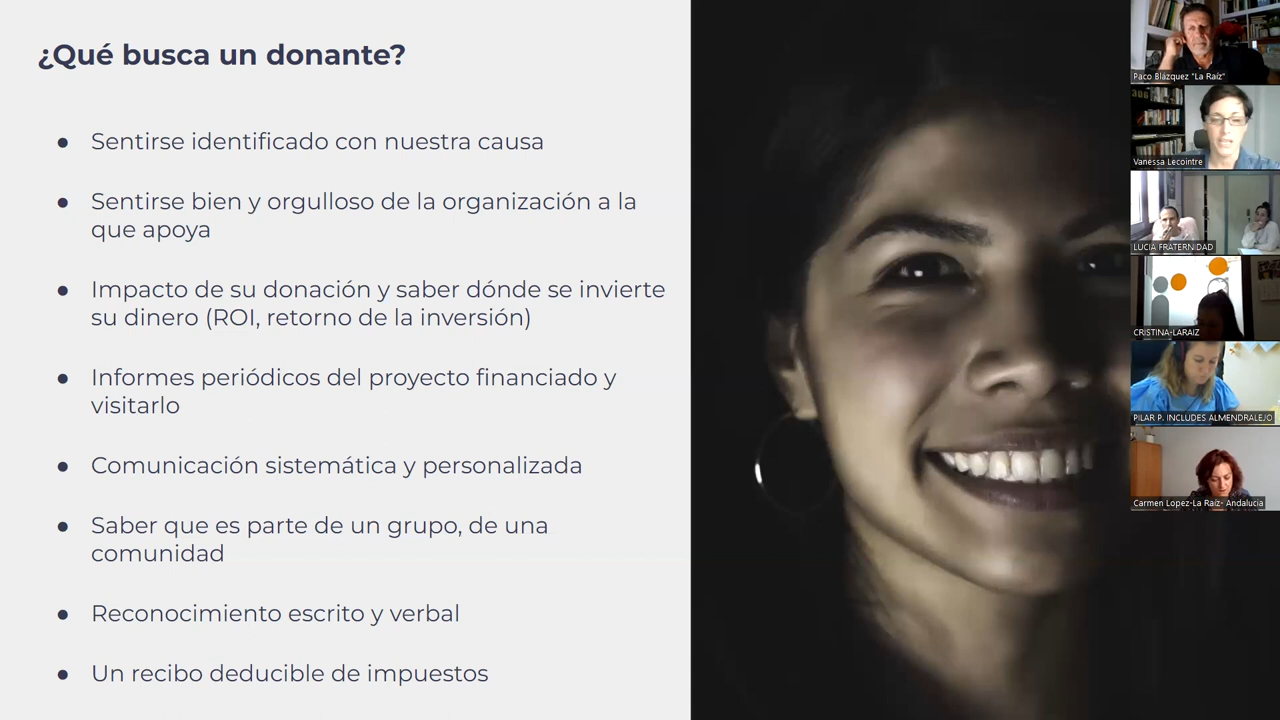 ¿Qué busca un donante?
● Sentirse identificado con nuestra causa
● Sentirse bien y orgulloso de la organización a la
que apoya
● Impacto de su donación y saber dónde se invierte
su dinero (ROI, retorno de la inversión)
● Informes periódicos del proyecto financiado y
visitarlo
● Comunicación sistemática y personalizada
● Saber que es parte de un grupo, de una
comunidad
● Reconocimiento escrito y verbal
● Un recibo deducible de impuestos
Paco Blázquez "La Raíz"
Vanessa Lecointre
LUCIA FRATERNIDAD
CRISTINA-LARAIZ
PILAR P. INCLUDES ALMENDRALEJO
Carmen Lopez-La Raíz- Andalucia